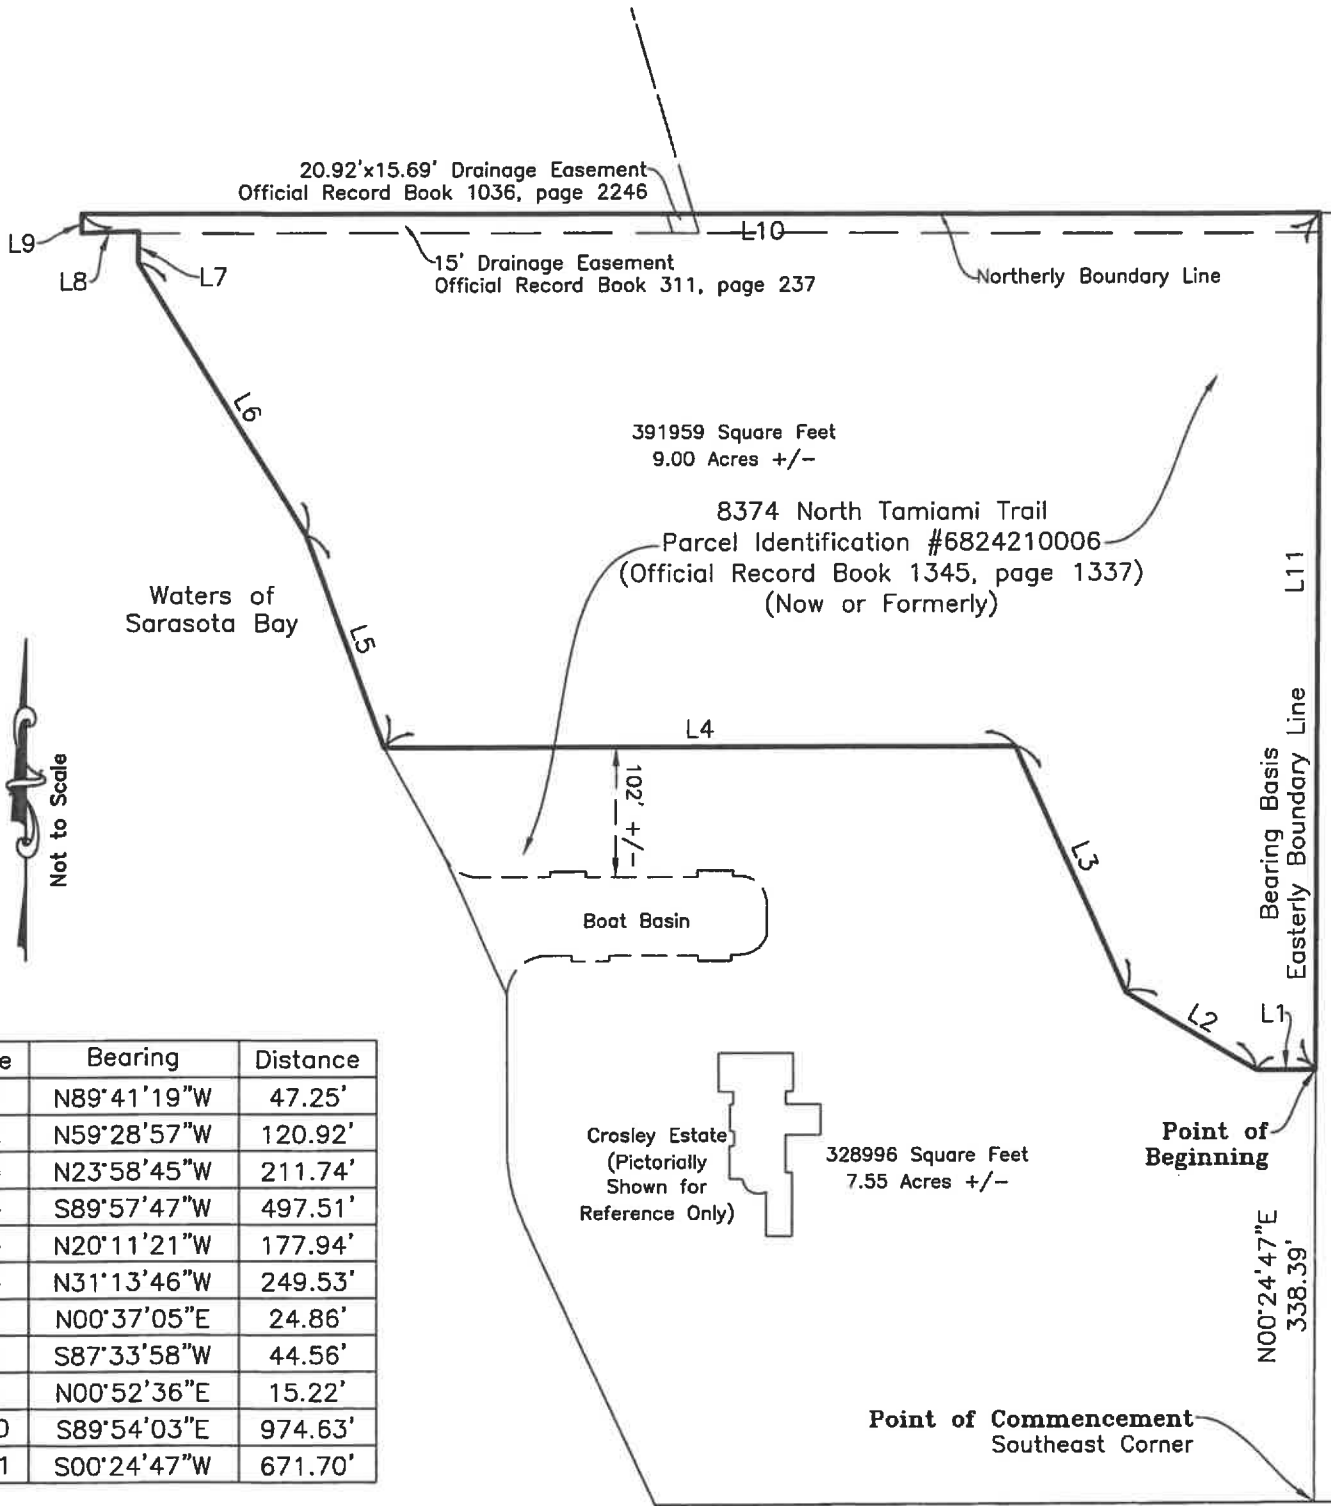 20.92'x15.69' Drainage Easement
Official Record Book 1036, page 2246
L9
L8
L7
L10
15' Drainage Easement
Official Record Book 311, page 237
Northerly Boundary Line
L6
391959 Square Feet
9.00 Acres +/-
8374 North Tamiami Trail
Parcel Identification #6824210006
(Official Record Book 1345, page 1337)
(Now or Formerly)
L11
Waters of
Sarasota Bay
L5
L4
Not to Scale
102' +/-
L3
Bearing Basis
Easterly Boundary Line
Boat Basin
L2
L1
Point of
Beginning
Crosley Estate
(Pictorially
Shown for
Reference Only)
328996 Square Feet
7.55 Acres +/-
N00°24'47"E
338.39'
Point of Commencement
Southeast Corner
e Bearing Distance
N89°41'19"W 47.25'
N59°28'57"W 120.92'
N23°58'45"W 211.74'
S89°57'47"W 497.51'
N20°11'21"W 177.94'
N31°13'46"W 249.53'
N00°37'05"E 24.86'
S87°33'58"W 44.56'
N00°52'36"E 15.22'
0 S89°54'03"E 974.63'
1 S00°24'47"W 671.70'